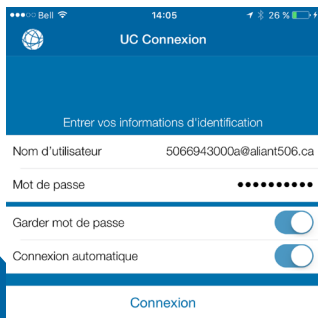 Bell 14:05 26 %
UC Connexion
Entrer vos informations d'identification
Nom d'utilisateur 5066943000a@aliant506.ca
Mot de passe ••••••••••
Garder mot de passe
Connexion automatique
Connexion